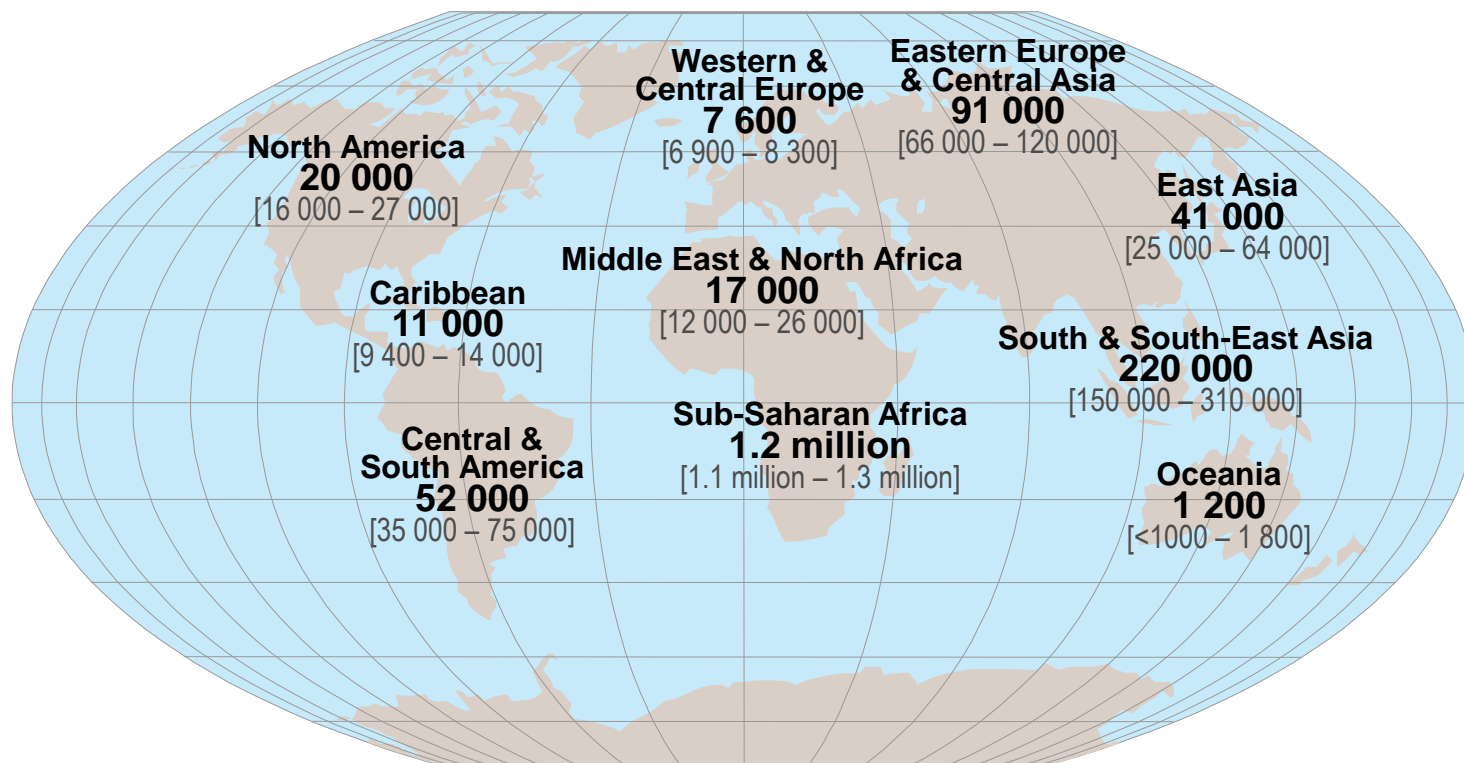 Western &
Central Europe
7 600
[6 900 – 8 300]
Eastern Europe
& Central Asia
91 000
[66 000 – 120 000]
North America
20 000
[16 000 – 27 000]
East Asia
41 000
[25 000 – 64 000]
Middle East & North Africa
17 000
[12 000 – 26 000]
Caribbean
11 000
[9 400 – 14 000]
South & South-East Asia
220 000
[150 000 – 310 000]
Sub-Saharan Africa
1.2 million
[1.1 million – 1.3 million]
Central &
South America
52 000
[35 000 – 75 000]
Oceania
1 200
[<1000 – 1 800]